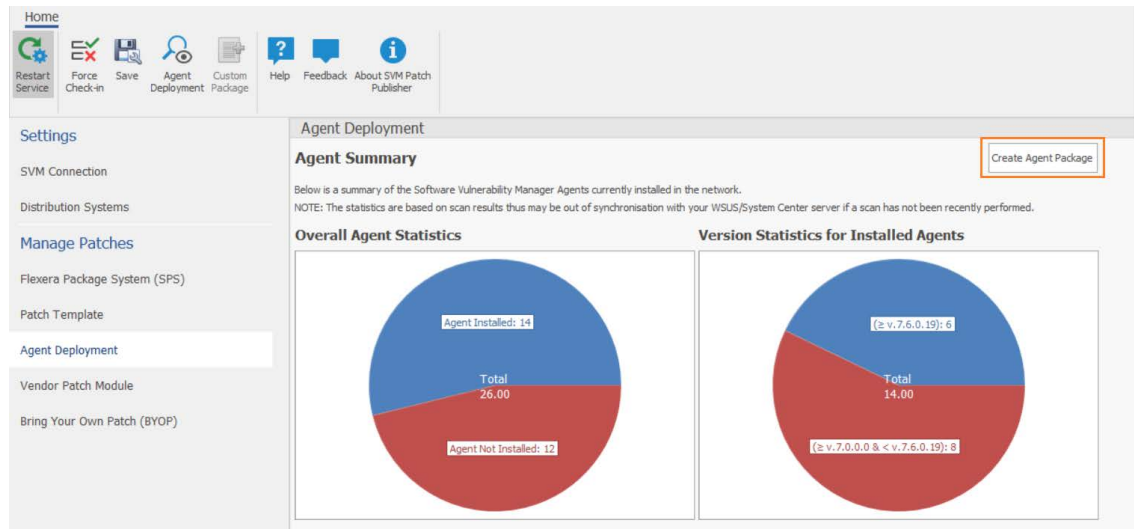 Home
Restart Service
Force Check-in
Save
Agent Deployment
Custom Package
Help
Feedback
About SVM Patch Publisher
Settings
SVM Connection
Distribution Systems
Manage Patches
Flexera Package System (SPS)
Patch Template
Agent Deployment
Vendor Patch Module
Bring Your Own Patch (BYOP)
Agent Deployment
Agent Summary
Create Agent Package
Below is a summary of the Software Vulnerability Manager Agents currently installed in the network.
NOTE: The statistics are based on scan results thus may be out of synchronisation with your WSUS/System Center server if a scan has not been recently performed.
Overall Agent Statistics
Agent Installed: 14
Total
26.00
Agent Not Installed: 12
Version Statistics for Installed Agents
(≥ v.7.6.0.19): 6
Total
14.00
(≥ v.7.0.0.0 & < v.7.6.0.19): 8